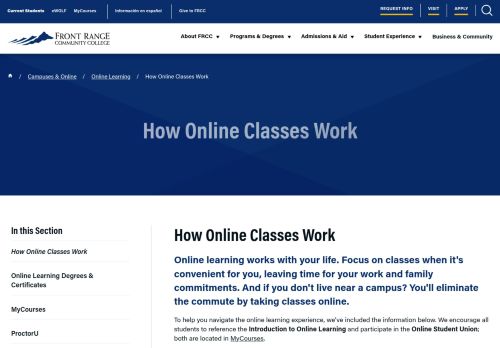 Current Students eWOLF MyCourses Información en español Give to FRCC REQUEST INFO VISIT APPLY
FRONT RANGE
COMMUNITY COLLEGE
About FRCC Programs & Degrees Admissions & Aid Student Experience Business & Community
/ Campuses & Online / Online Learning / How Online Classes Work
How Online Classes Work
In this Section
How Online Classes Work
Online Learning Degrees &
Certificates
MyCourses
ProctorU
How Online Classes Work
Online learning works with your life. Focus on classes when it's
convenient for you, leaving time for your work and family
commitments. And if you don't live near a campus? You'll eliminate
the commute by taking classes online.
To help you navigate the online learning experience, we've included the information below. We encourage all
students to reference the Introduction to Online Learning and participate in the Online Student Union;
both are located in MyCourses.